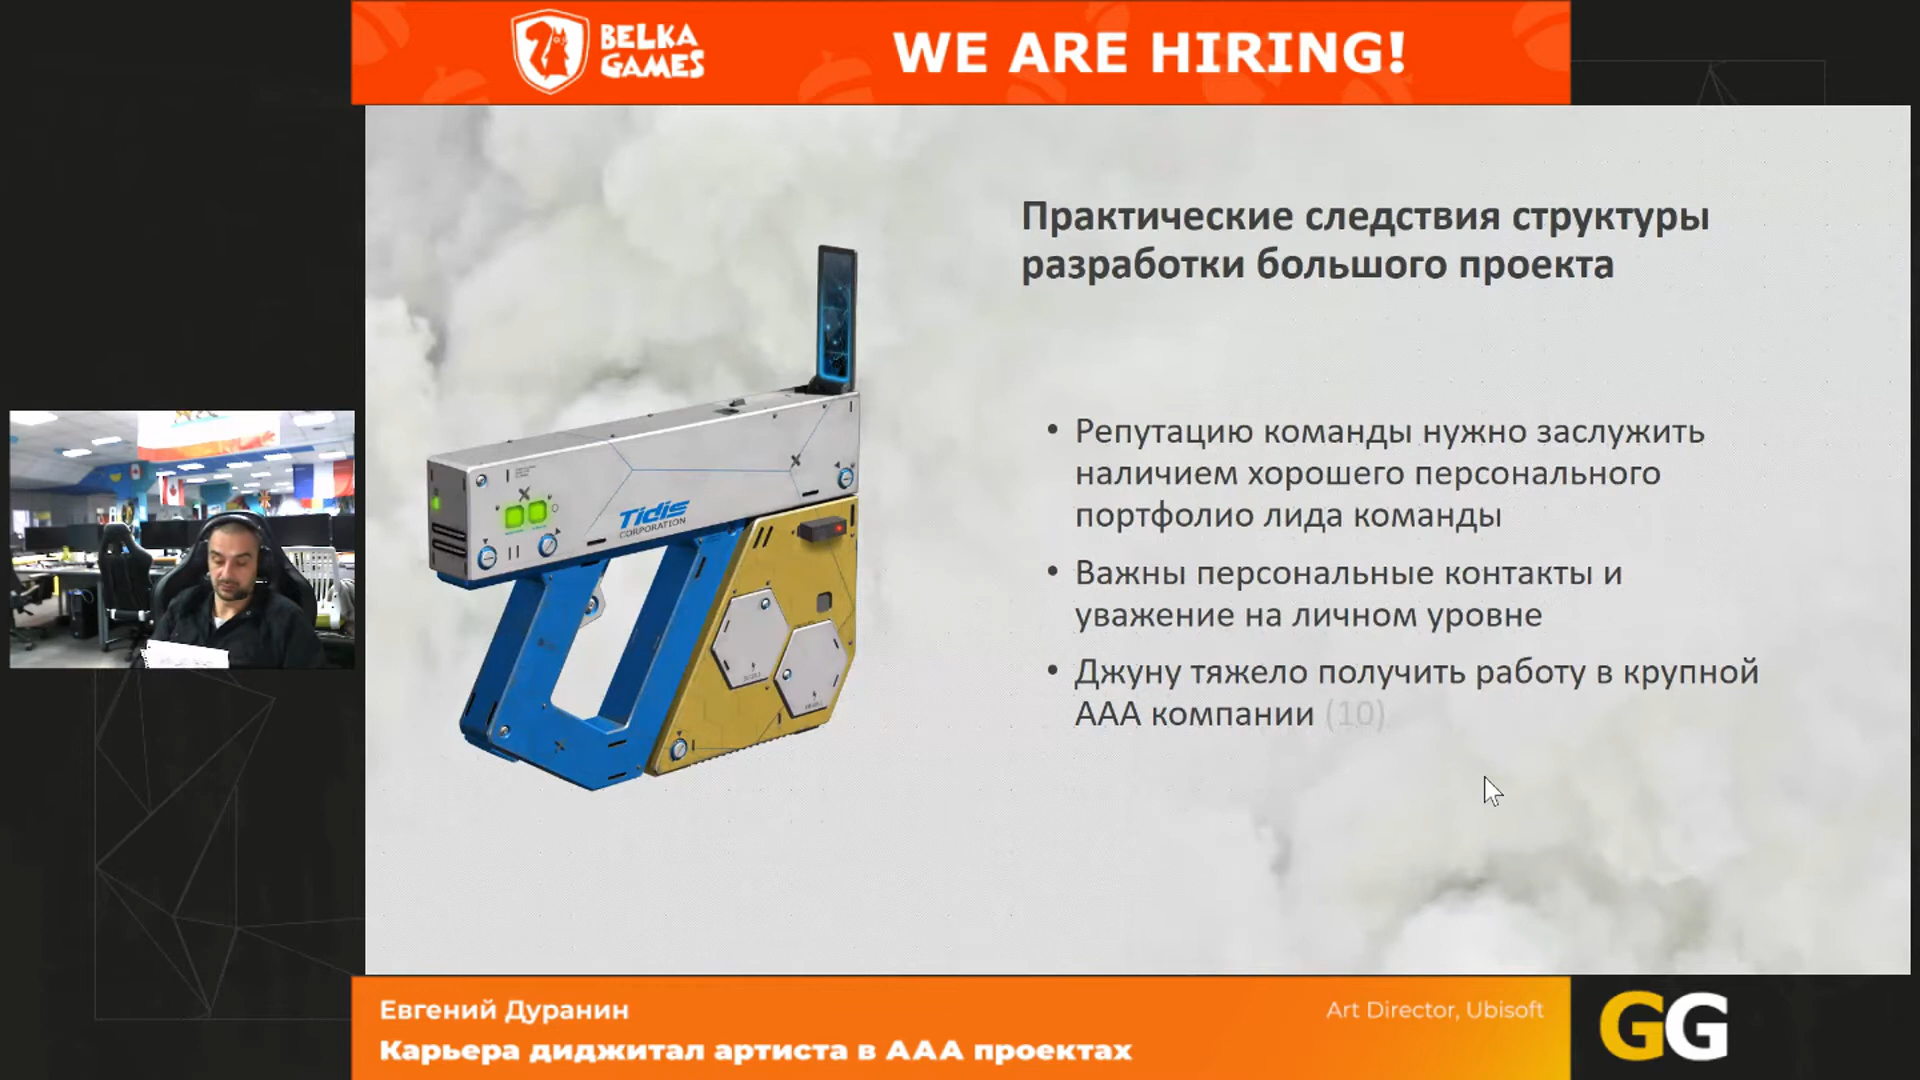 BELKA
GAMES
WE ARE HIRING!
Практические следствия структуры
разработки большого проекта
• Репутацию команды нужно заслужить
наличием хорошего персонального
портфолио лида команды
• Важны персональные контакты и
уважение на личном уровне
• Джуну тяжело получить работу в крупной
ААА компании (10)
Tidis
CORPORATION
Евгений Дуранин
Art Director, Ubisoft
Карьера диджитал артиста в ААА проектах
GG